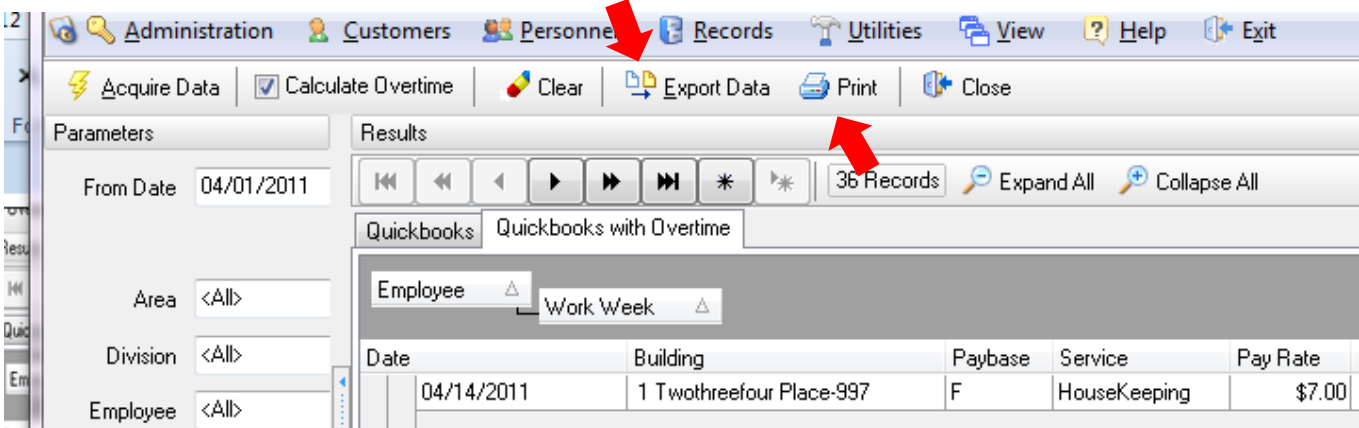 12
Administration Customers Personnel Records Utilities View Help Exit
Acquire Data Calculate Overtime Clear Export Data Print Close
Parameters Results
From Date 04/01/2011 36 Records Expand All Collapse All
Quickbooks Quickbooks with Overtime
Employee
Area <All> Work Week
Division <All> Date Building Paybase Service Pay Rate
04/14/2011 1 Twothreefour Place-997 F HouseKeeping $7.00
Employee <All>